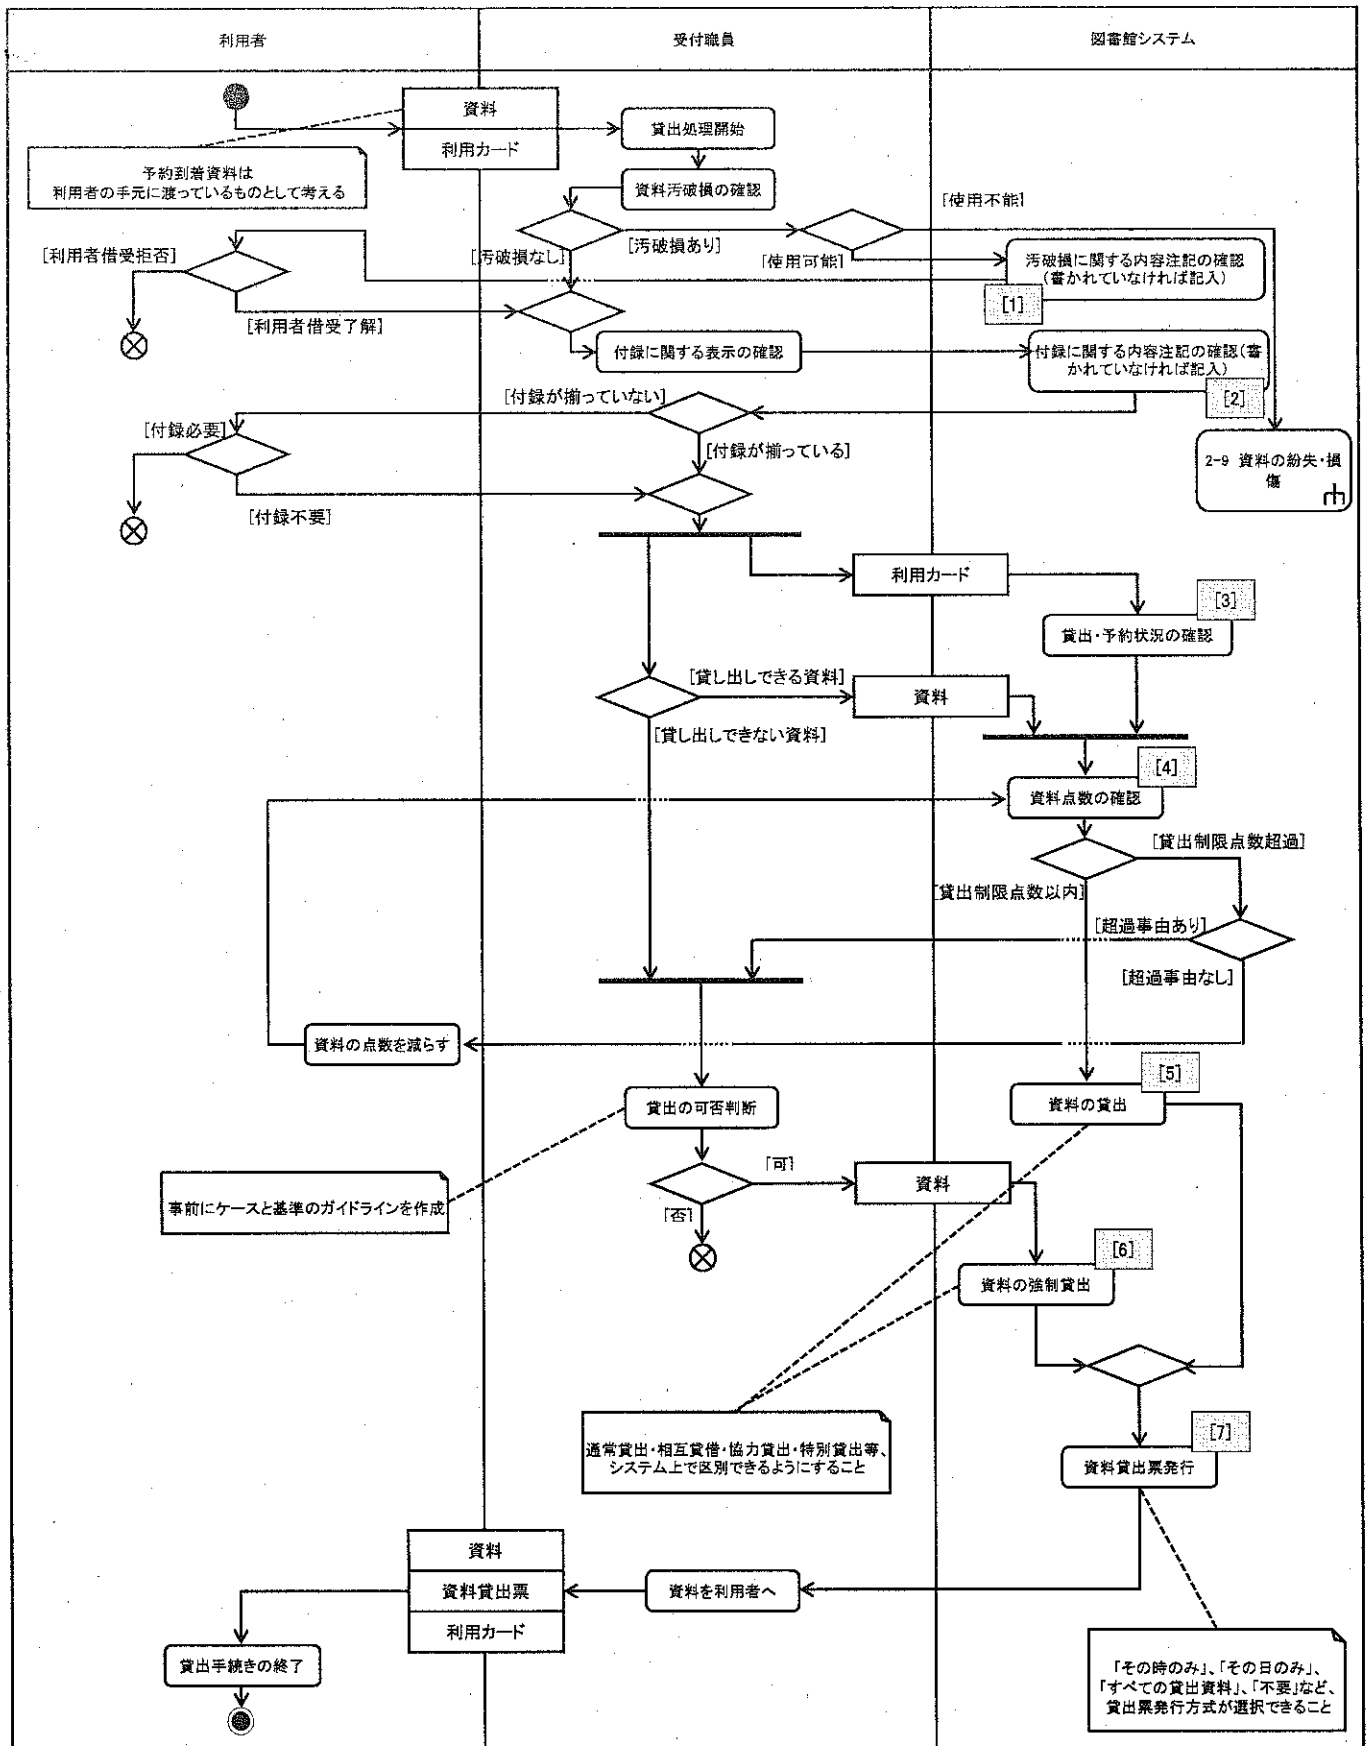 利用者
受付職員
図書館システム
資料
利用カード
貸出処理開始
予約到着資料は
利用者の手元に渡っているものとして考える
資料汚破損の確認
[使用不能]
[利用者借受拒否]
[汚破損なし]
[汚破損あり]
[使用可能]
汚破損に関する内容注記の確認
(書かれていなければ記入)
[1]
[利用者借受了解]
付録に関する表示の確認
付録に関する内容注記の確認(書
かれていなければ記入)
[2]
[付録が揃っていない]
[付録必要]
[付録が揃っている]
2-9 資料の紛失・損
傷
[付録不要]
利用カード
[3]
貸出・予約状況の確認
[貸し出しできる資料]
資料
[貸し出しできない資料]
[4]
資料点数の確認
[貸出制限点数超過]
[貸出制限点数以内]
[超過事由あり]
[超過事由なし]
資料の点数を減らす
[5]
貸出の可否判断
資料の貸出
[可]
資料
事前にケースと基準のガイドラインを作成
[否]
[6]
資料の強制貸出
通常貸出・相互貸借・協力貸出・特別貸出等、
システム上で区別できるようにすること
[7]
資料貸出票発行
資料
資料貸出票
利用カード
資料を利用者へ
貸出手続きの終了
「その時のみ」、「その日のみ」、
「すべての貸出資料」、「不要」など、
貸出票発行方式が選択できること